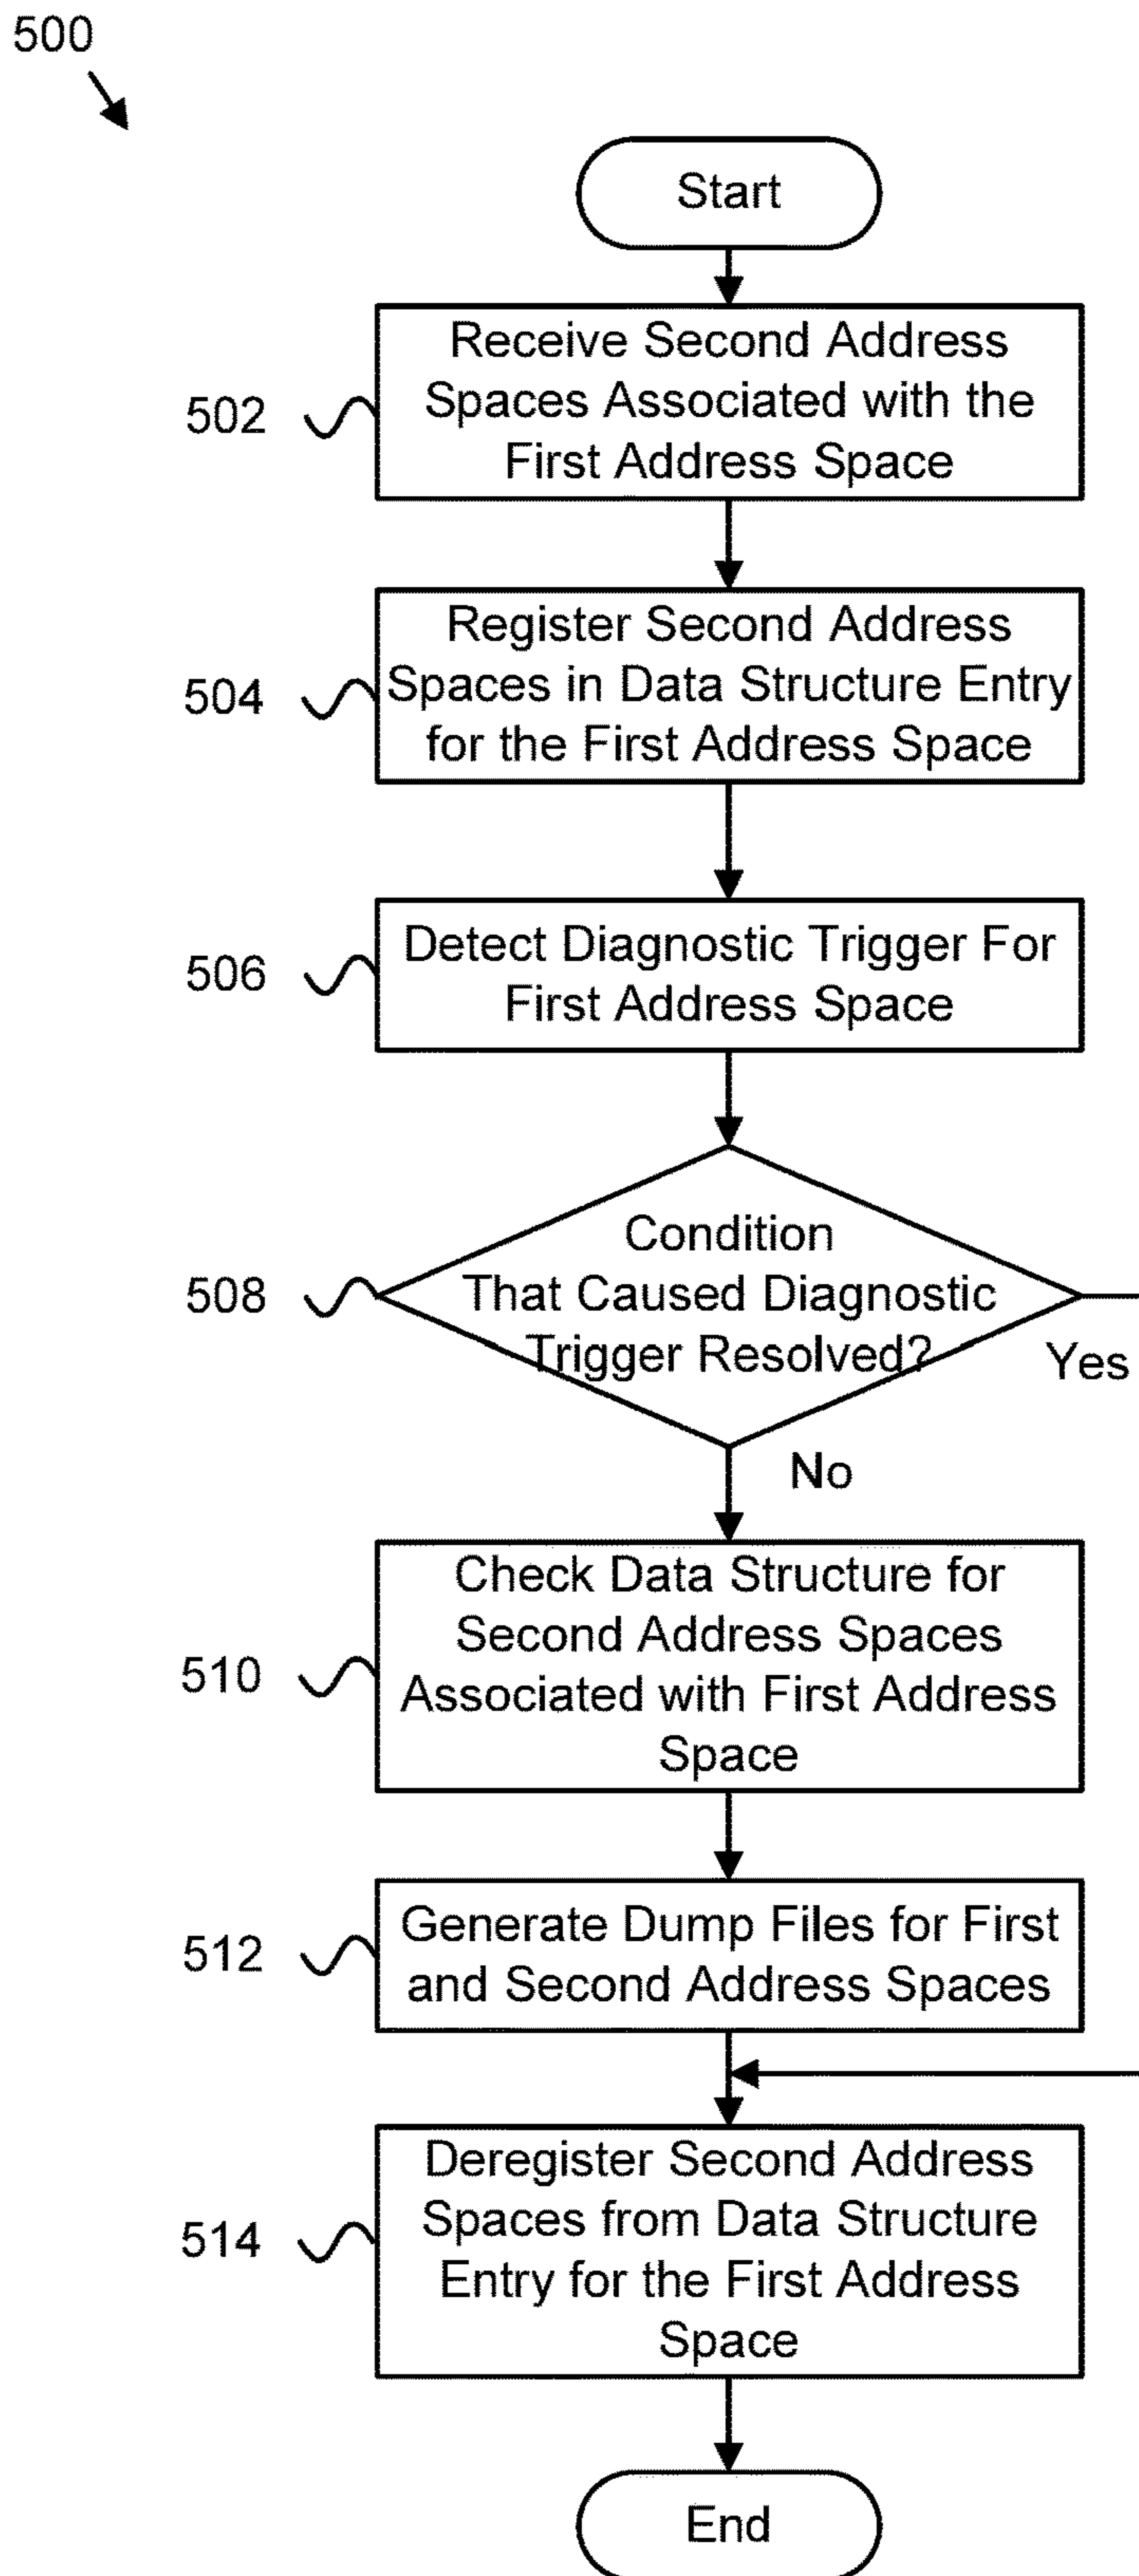 500
Start
502
Receive Second Address
Spaces Associated with the
First Address Space
504
Register Second Address
Spaces in Data Structure Entry
for the First Address Space
506
Detect Diagnostic Trigger For
First Address Space
508
Condition
That Caused Diagnostic
Trigger Resolved?
Yes
No
510
Check Data Structure for
Second Address Spaces
Associated with First Address
Space
512
Generate Dump Files for First
and Second Address Spaces
514
Deregister Second Address
Spaces from Data Structure
Entry for the First Address
Space
End